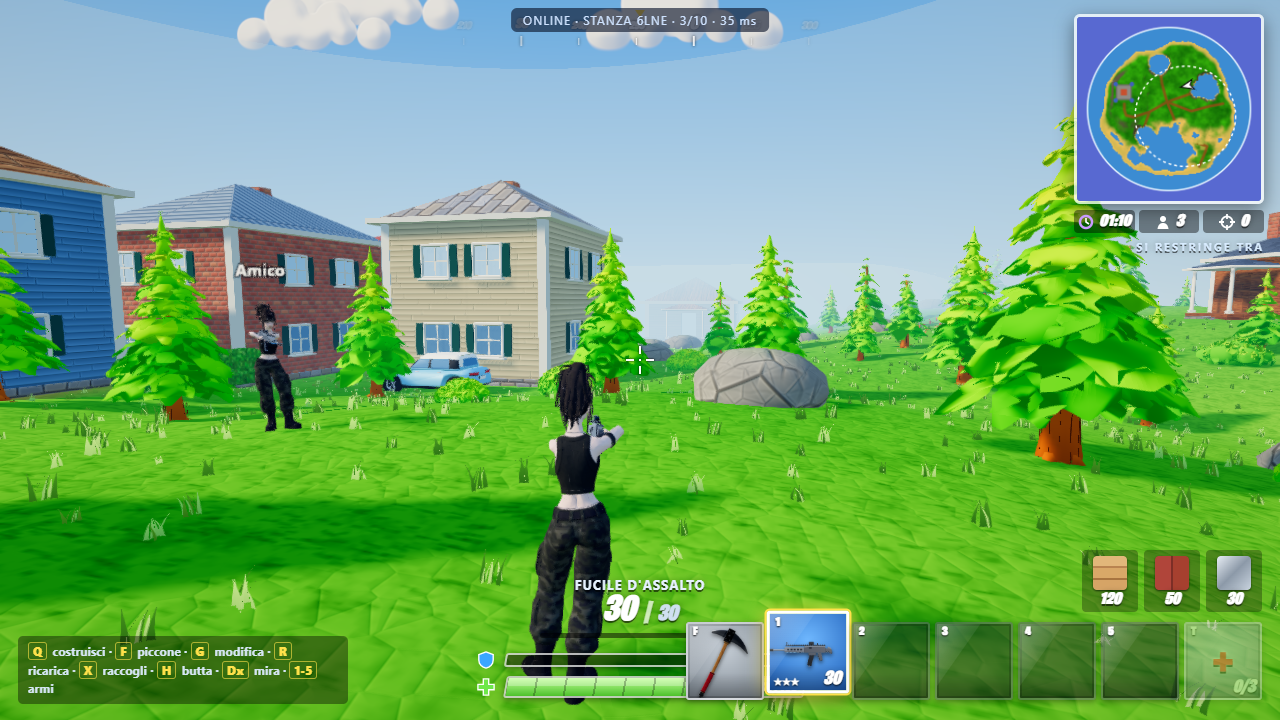 ONLINE · STANZA 6LNE · 3/10 · 35 ms
01:10 3 0
SI RESTRINGE TRA
Amico
120 50 30
FUCILE D'ASSALTO
30 / 30
F 1 2 3 4 5 T
30
0/3
Q costruisci · F piccone · G modifica · R
ricarica · X raccogli · H butta · Dx mira · 1-5
armi